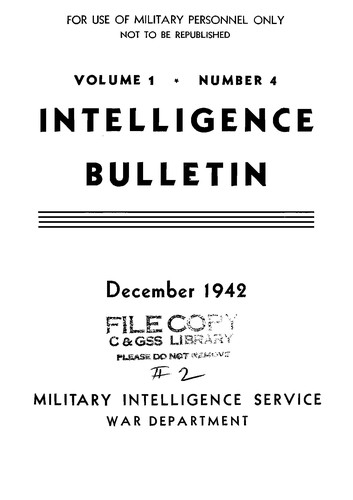 FOR USE OF MILITARY PERSONNEL ONLY
NOT TO BE REPUBLISHED
VOLUME 1 * NUMBER 4
INTELLIGENCE
BULLETIN
December 1942
FILE COPY
C & GSS LIBRARY
PLEASE DO NOT REMOVE
# 2
MILITARY INTELLIGENCE SERVICE
WAR DEPARTMENT